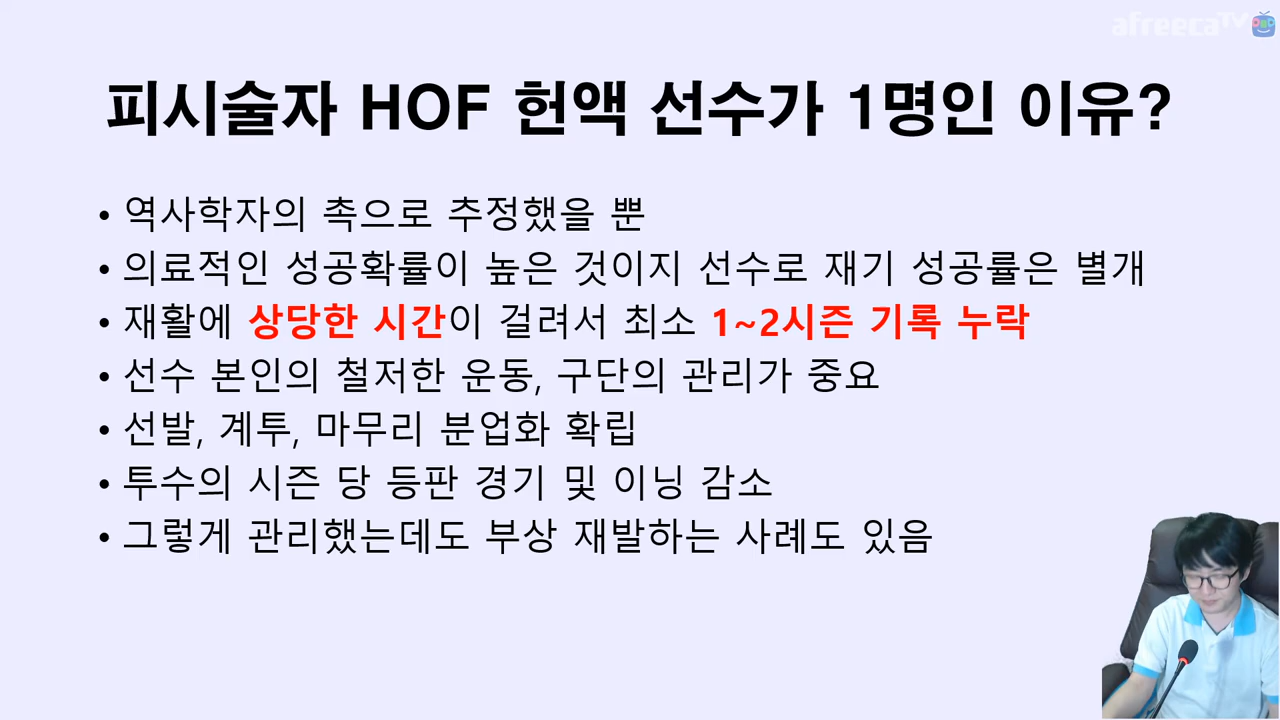 afreecaTV
피시술자 HOF 헌액 선수가 1명인 이유?
• 역사학자의 촉으로 추정했을 뿐
• 의료적인 성공확률이 높은 것이지 선수로 재기 성공률은 별개
• 재활에 상당한 시간이 걸려서 최소 1~2시즌 기록 누락
• 선수 본인의 철저한 운동, 구단의 관리가 중요
• 선발, 계투, 마무리 분업화 확립
• 투수의 시즌 당 등판 경기 및 이닝 감소
• 그렇게 관리했는데도 부상 재발하는 사례도 있음